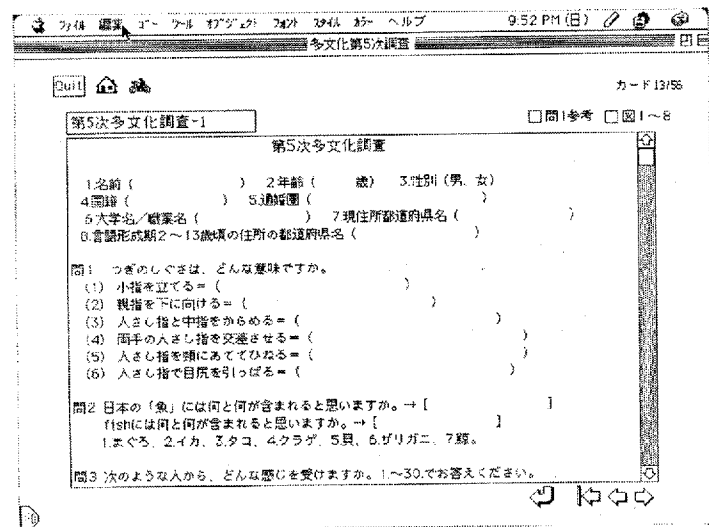 ファイル 編集 ゴー ツール オブジェクト フォント スタイル カラー ヘルプ 9:52 PM (日)
多文化第5次調査
Quit カード 13/56
第5次多文化調査-1 □問1参考 □図1～8
第5次多文化調査
1.名前 ( ) 2年齢 ( 歳) 3.性別 (男、女)
4国籍 ( ) 5.通婚圏 ( )
6大学名／職業名 ( ) 7現住所都道府県名 ( )
8.言語形成期2～13歳頃の住所の都道府県名 ( )
問1 つぎのしぐさは、どんな意味ですか。
(1) 小指を立てる= ( )
(2) 親指を下に向ける= ( )
(3) 人さし指と中指をからめる= ( )
(4) 両手の人さし指を交差させる= ( )
(5) 人さし指を頬にあててひねる= ( )
(6) 人さし指で目尻を引っぱる= ( )
問2 日本の「魚」には何と何が含まれると思いますか。→ [ ]
fishには何と何が含まれると思いますか。→ [ ]
1.まぐろ、2.イカ、3.タコ、4.クラゲ、5貝、6.ザリガニ、7.鯨。
問3 次のような人から、どんな感じを受けますか。1.～30.でお答えください。